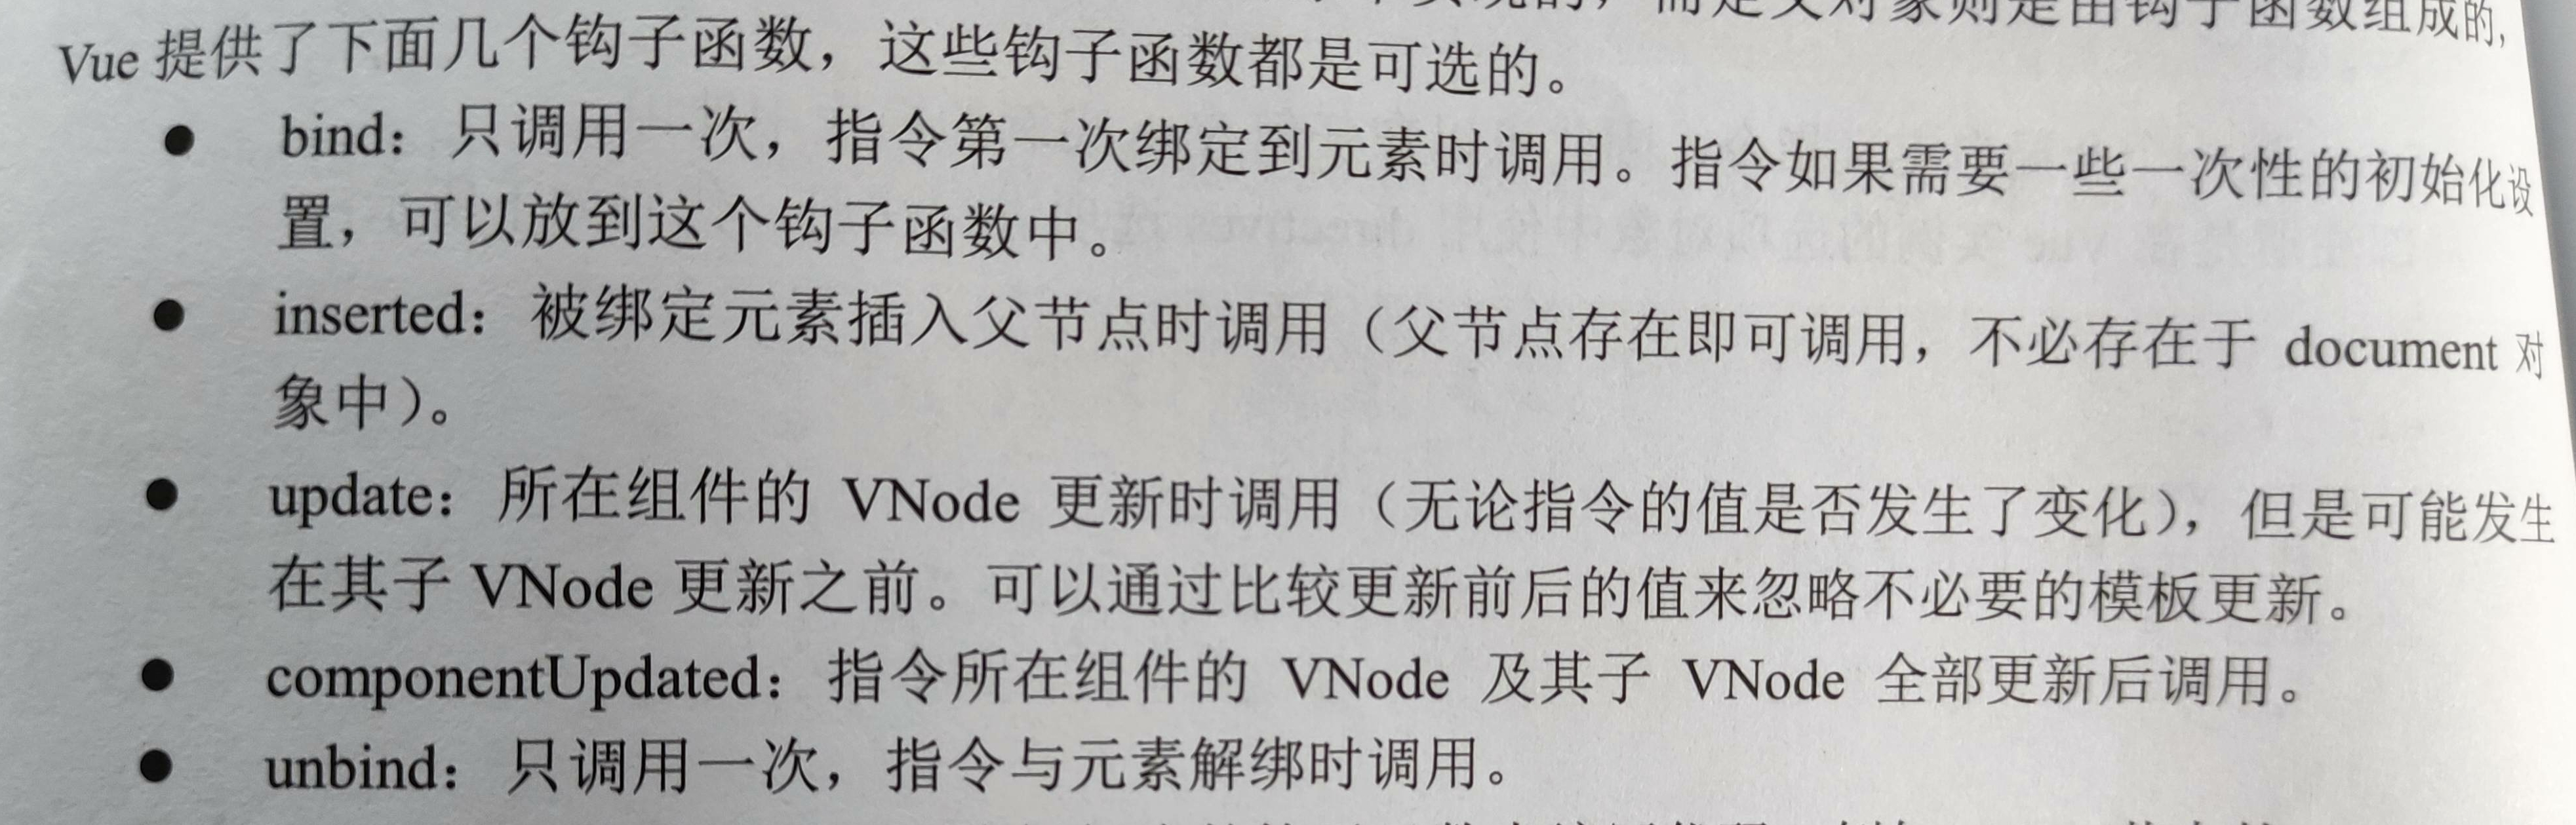 而定义对象则是由钩子函数组成的,
Vue 提供了下面几个钩子函数，这些钩子函数都是可选的。
● bind：只调用一次，指令第一次绑定到元素时调用。指令如果需要一些一次性的初始化设
置，可以放到这个钩子函数中。
● inserted：被绑定元素插入父节点时调用（父节点存在即可调用，不必存在于 document 对
象中）。
● update：所在组件的 VNode 更新时调用（无论指令的值是否发生了变化），但是可能发生
在其子 VNode 更新之前。可以通过比较更新前后的值来忽略不必要的模板更新。
● componentUpdated：指令所在组件的 VNode 及其子 VNode 全部更新后调用。
● unbind：只调用一次，指令与元素解绑时调用。